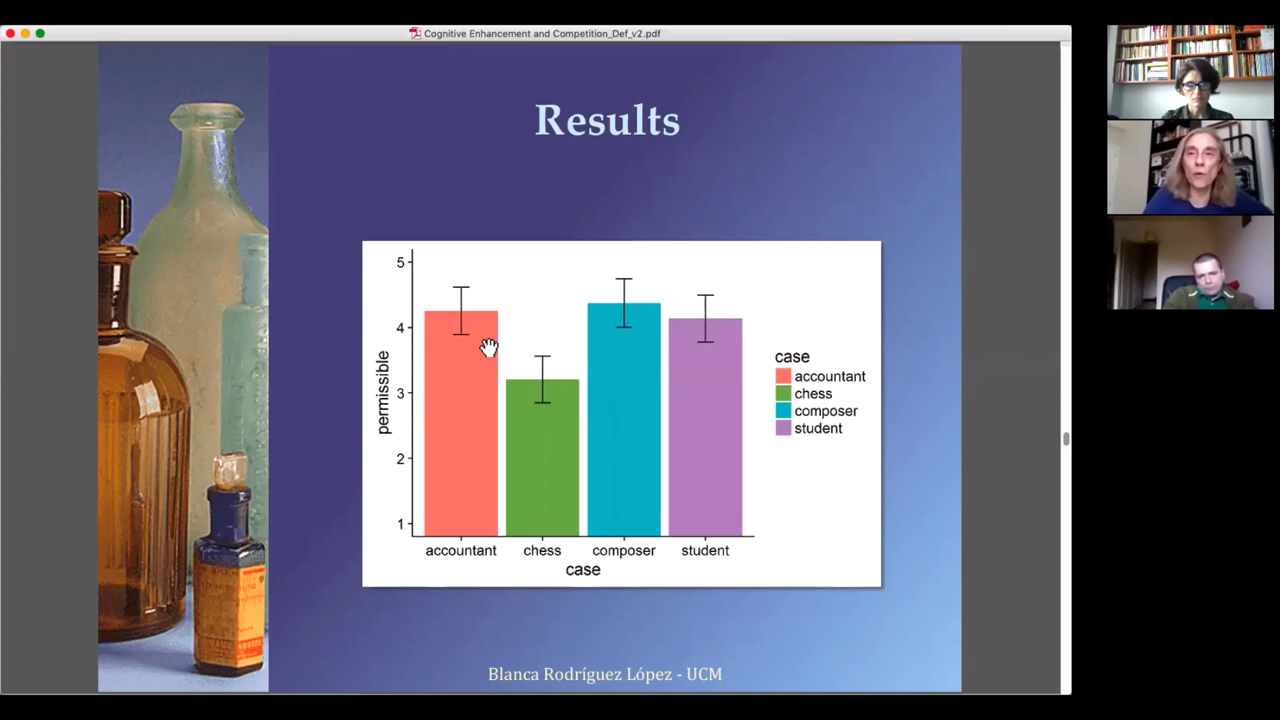 Cognitive Enhancement and Competition_Def_v2.pdf
Results
5
4
3
2
1
permissible
accountant chess composer student
case
case
accountant
chess
composer
student
Blanca Rodríguez López - UCM